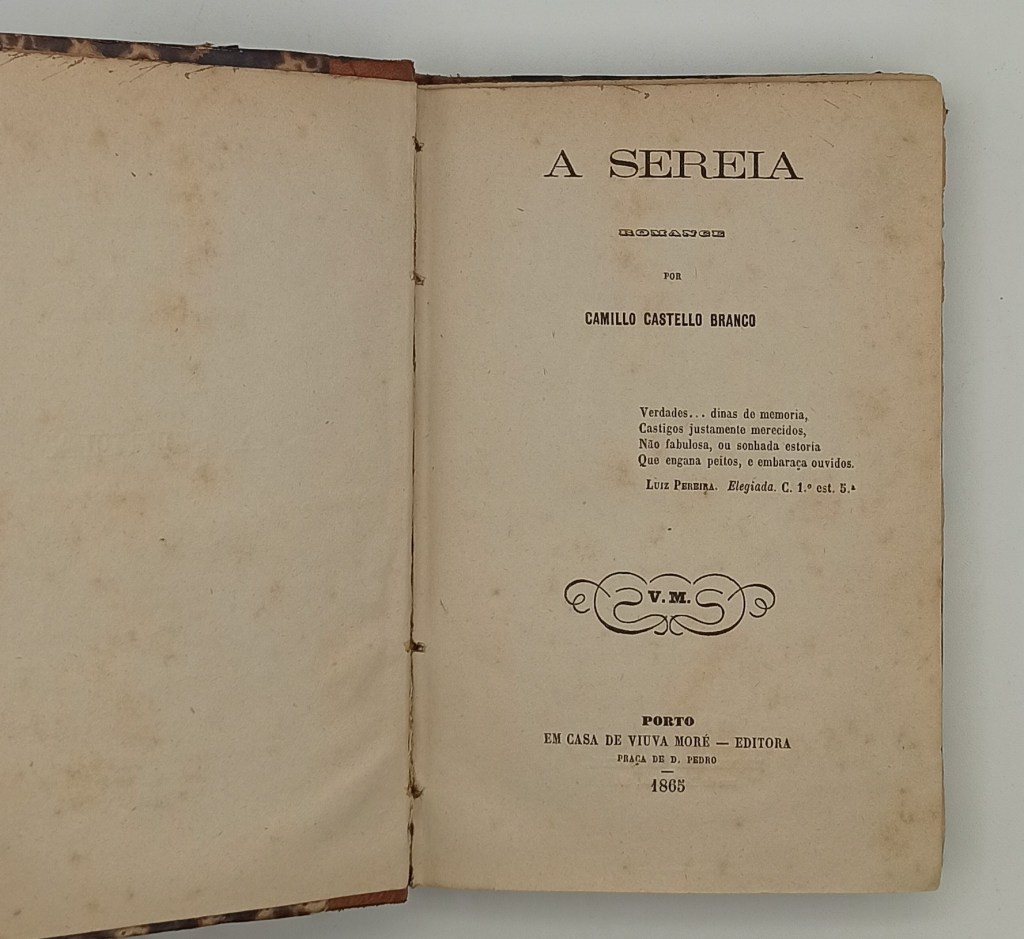 A SEREIA
ROMANCE
POR
CAMILLO CASTELLO BRANCO
Verdades... dinas de memoria,
Castigos justamente merecidos,
Não fabulosa, ou sonhada estoria
Que engana peitos, e embaraça ouvidos.
LUIZ PEREIRA. Elegiada. C. 1.º est. 5.ª
V. M.
PORTO
EM CASA DE VIUVA MORÉ — EDITORA
PRAÇA DE D. PEDRO
1865